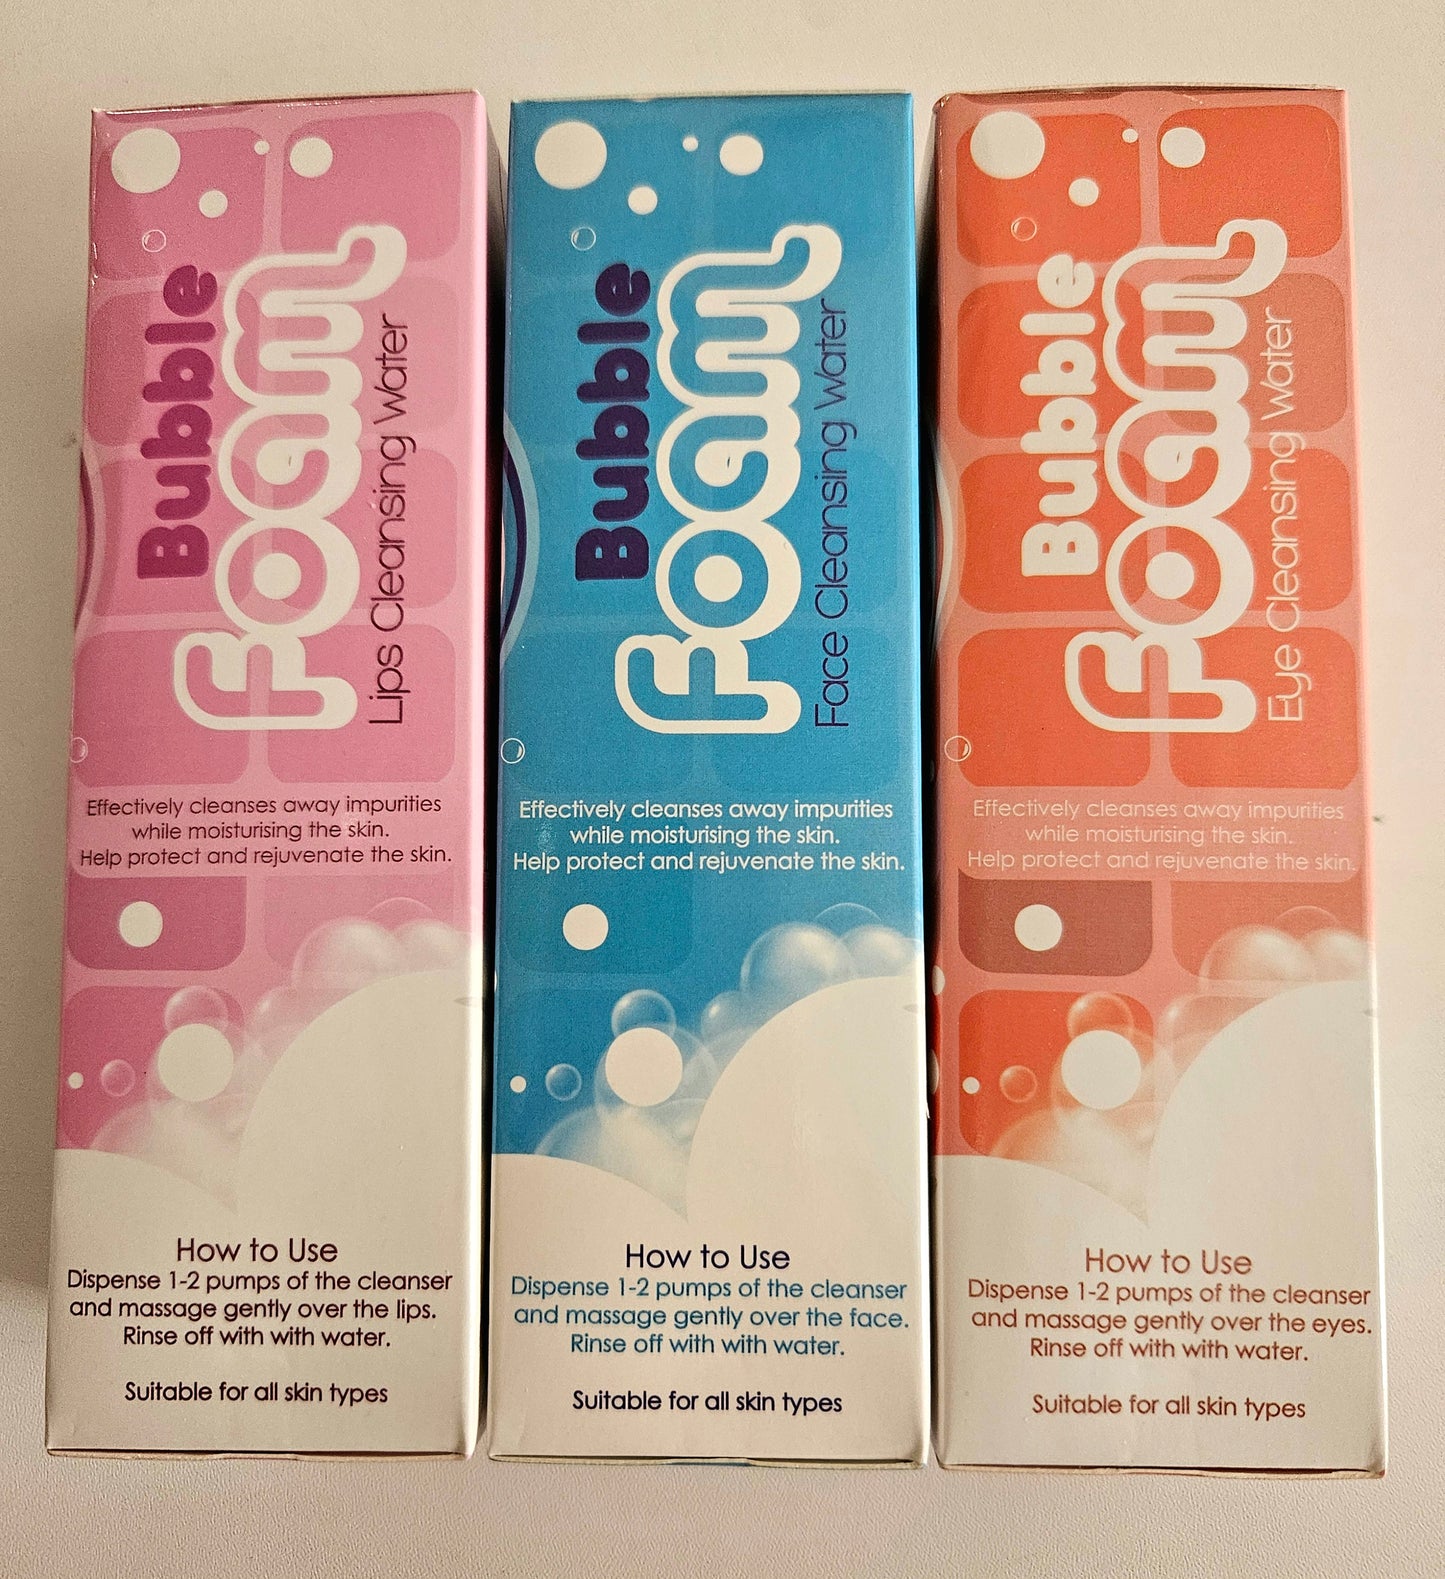 Bubble
foam
Lips Cleansing Water
Effectively cleanses away impurities
while moisturising the skin.
Help protect and rejuvenate the skin.
How to Use
Dispense 1-2 pumps of the cleanser
and massage gently over the lips.
Rinse off with with water.
Suitable for all skin types
Bubble
foam
Face Cleansing Water
Effectively cleanses away impurities
while moisturising the skin.
Help protect and rejuvenate the skin.
How to Use
Dispense 1-2 pumps of the cleanser
and massage gently over the face.
Rinse off with with water.
Suitable for all skin types
Bubble
foam
Eye Cleansing Water
Effectively cleanses away impurities
while moisturising the skin.
Help protect and rejuvenate the skin.
How to Use
Dispense 1-2 pumps of the cleanser
and massage gently over the eyes.
Rinse off with with water.
Suitable for all skin types